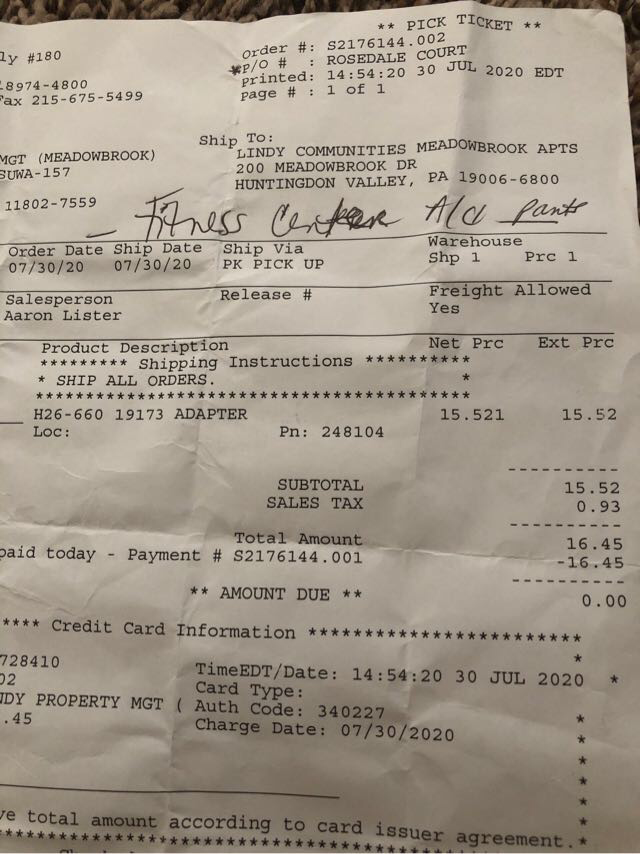 ** PICK TICKET **
ly #180
Order #: S2176144.002
*P/O # : ROSEDALE COURT
18974-4800
printed: 14:54:20 30 JUL 2020 EDT
Fax 215-675-5499
page # : 1 of 1
Ship To:
MGT (MEADOWBROOK)
LINDY COMMUNITIES MEADOWBROOK APTS
SUWA-157
200 MEADOWBROOK DR
HUNTINGDON VALLEY, PA 19006-6800
11802-7559
- Fitness Center A/C Parts
Order Date Ship Date Ship Via Warehouse
07/30/20 07/30/20 PK PICK UP Shp 1 Prc 1
Salesperson Release # Freight Allowed
Aaron Lister Yes
Product Description Net Prc Ext Prc
********* Shipping Instructions **********
* SHIP ALL ORDERS. *
******************************************
H26-660 19173 ADAPTER 15.521 15.52
Loc: Pn: 248104
----------
SUBTOTAL 15.52
SALES TAX 0.93
----------
Total Amount 16.45
paid today - Payment # S2176144.001 -16.45
----------
** AMOUNT DUE ** 0.00
**** Credit Card Information *************************
*
728410 TimeEDT/Date: 14:54:20 30 JUL 2020 *
02 Card Type:
NDY PROPERTY MGT ( Auth Code: 340227 *
.45 Charge Date: 07/30/2020 *
*
*
*
*
ve total amount according to card issuer agreement.*